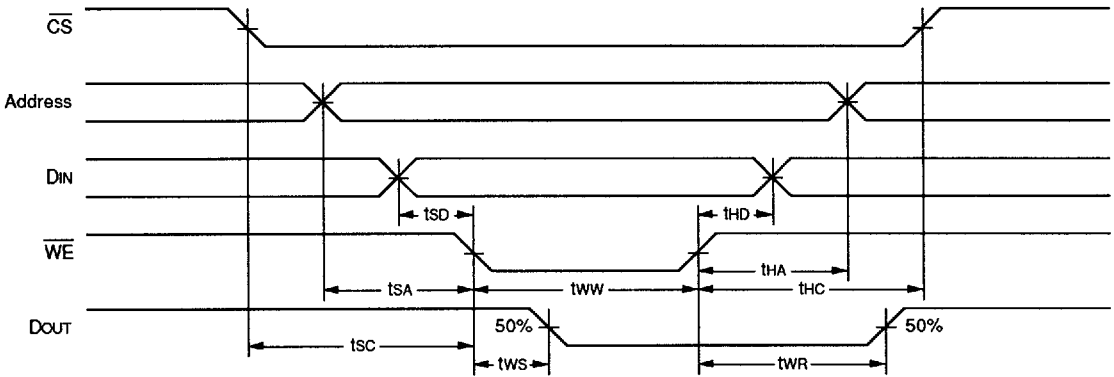 CS
Address
DIN
tSD
tHD
WE
tHA
tSA
tWW
tHC
DOUT
50%
50%
tSC
tWS
tWR